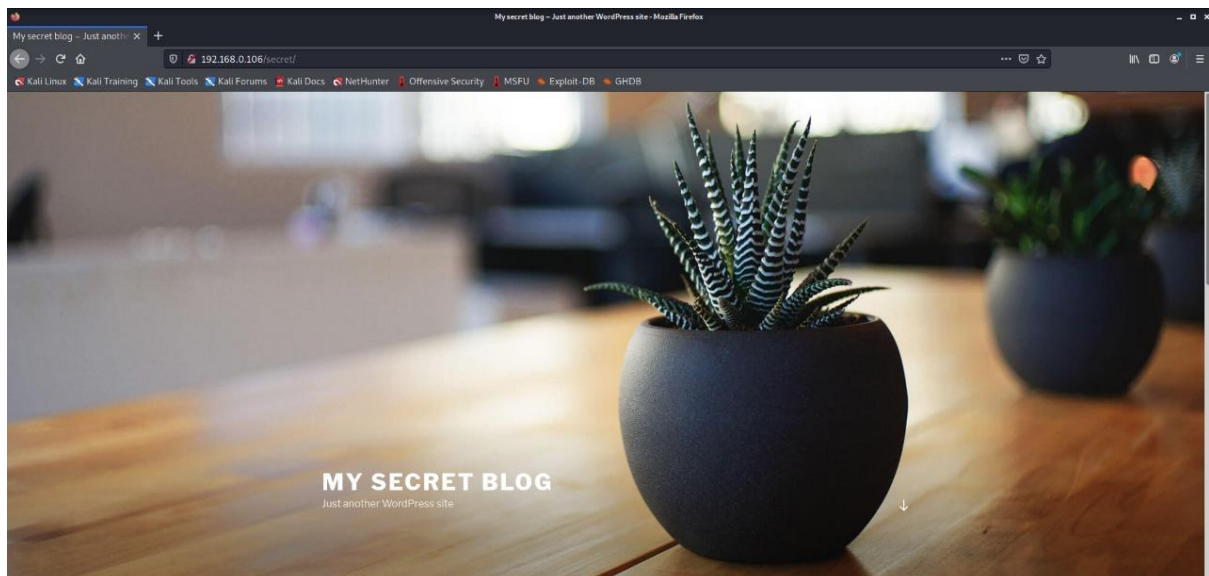 My secret blog – Just another WordPress site - Mozilla Firefox
My secret blog – Just anothe
192.168.0.106/secret/
Kali Linux Kali Training Kali Tools Kali Forums Kali Docs NetHunter Offensive Security MSFU Exploit-DB GHDB
MY SECRET BLOG
Just another WordPress site